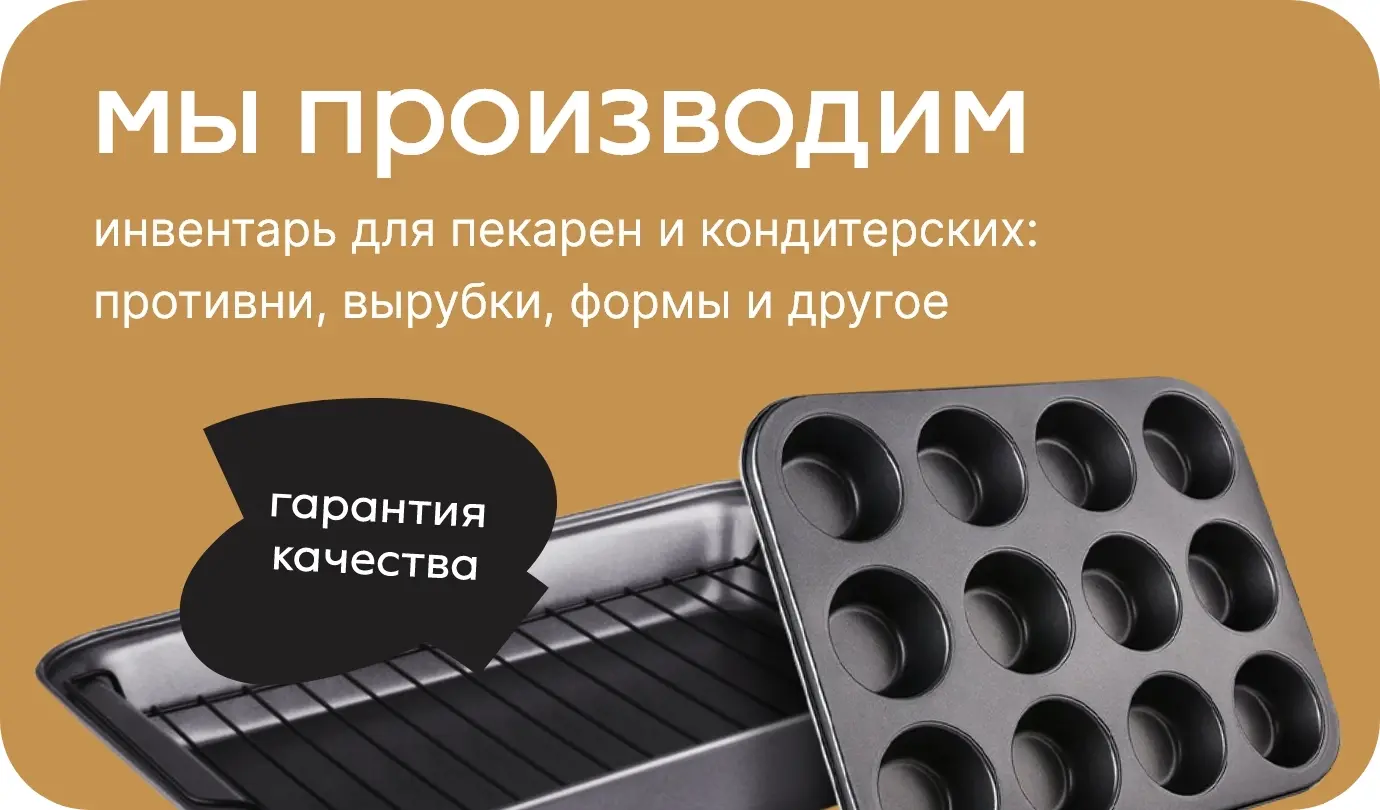 мы производим
инвентарь для пекарен и кондитерских:
противни, вырубки, формы и другое
гарантия
качества